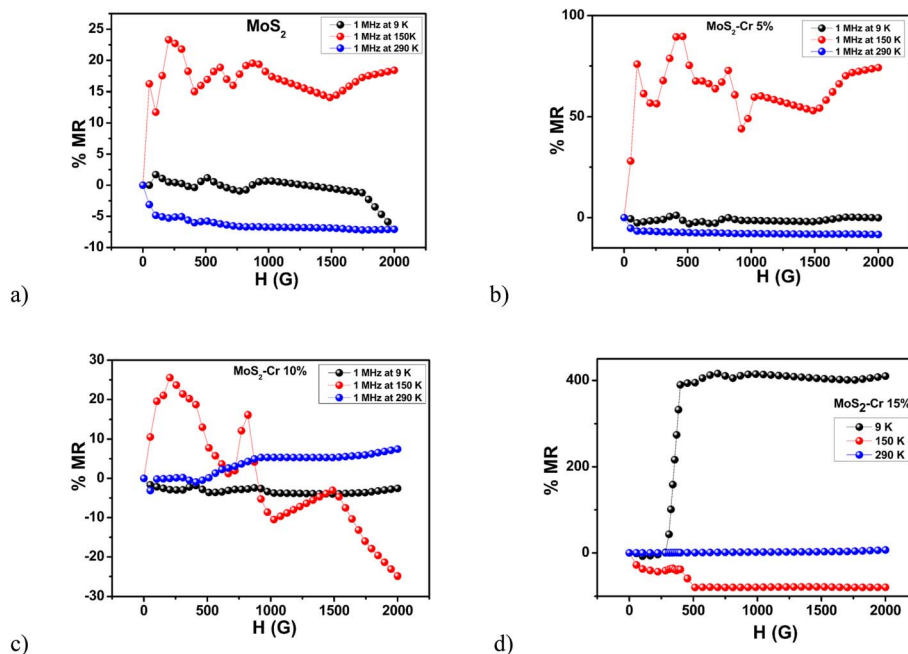 MoS2
1 MHz at 9 K
1 MHz at 150K
1 MHz at 290 K
% MR
25
20
15
10
5
0
-5
-10
0 500 1000 1500 2000
H (G)
a)
MoS2-Cr 5%
1 MHz at 9 K
1 MHz at 150 K
1 MHz at 290 K
% MR
100
50
0
0 500 1000 1500 2000
H (G)
b)
MoS2-Cr 10%
1 MHz at 9 K
1 MHz at 150 K
1 MHz at 290 K
% MR
30
20
10
0
-10
-20
-30
0 500 1000 1500 2000
H (G)
c)
MoS2-Cr 15%
9 K
150 K
290 K
% MR
400
200
0
0 500 1000 1500 2000
H (G)
d)